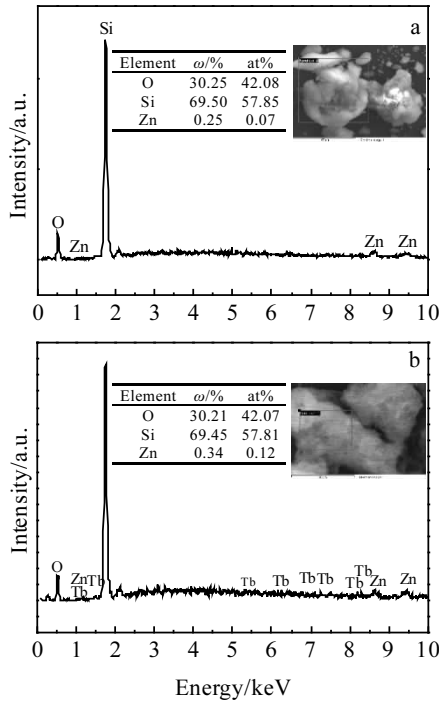 Si
a
Element ω/% at%
O 30.25 42.08
Si 69.50 57.85
Zn 0.25 0.07
Intensity/a.u.
O
Zn
Zn Zn
0 1 2 3 4 5 6 7 8 9 10
b
Element ω/% at%
O 30.21 42.07
Si 69.45 57.81
Zn 0.34 0.12
Intensity/a.u.
O
Zn
Tb
Tb
Tb Tb Tb Tb Tb
Tb
Zn Zn
0 1 2 3 4 5 6 7 8 9 10
Energy/keV